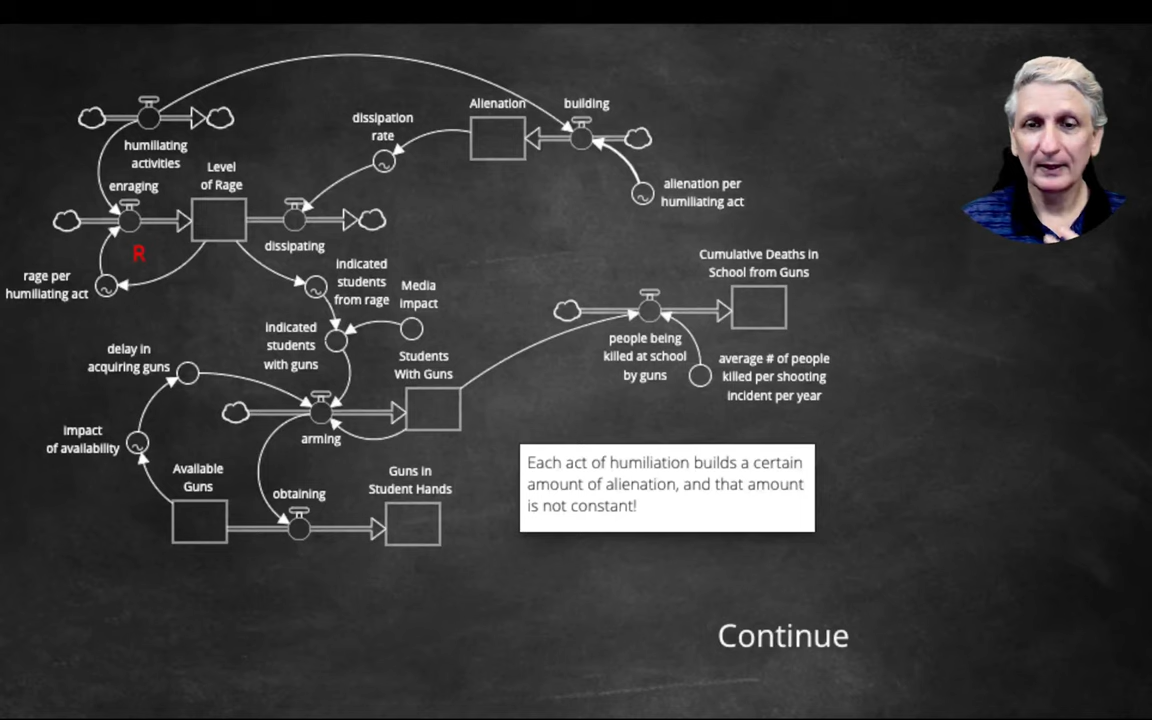 Alienation
building
dissipation
rate
humiliating
activities
Level
of Rage
enraging
alienation per
humiliating act
R
dissipating
rage per
humiliating act
indicated
students
from rage
Media
impact
Cumulative Deaths in
School from Guns
indicated
students
with guns
people being
killed at school
by guns
delay in
acquiring guns
Students
With Guns
average # of people
killed per shooting
incident per year
arming
impact
of availability
Available
Guns
Guns in
Student Hands
obtaining
Each act of humiliation builds a certain
amount of alienation, and that amount
is not constant!
Continue